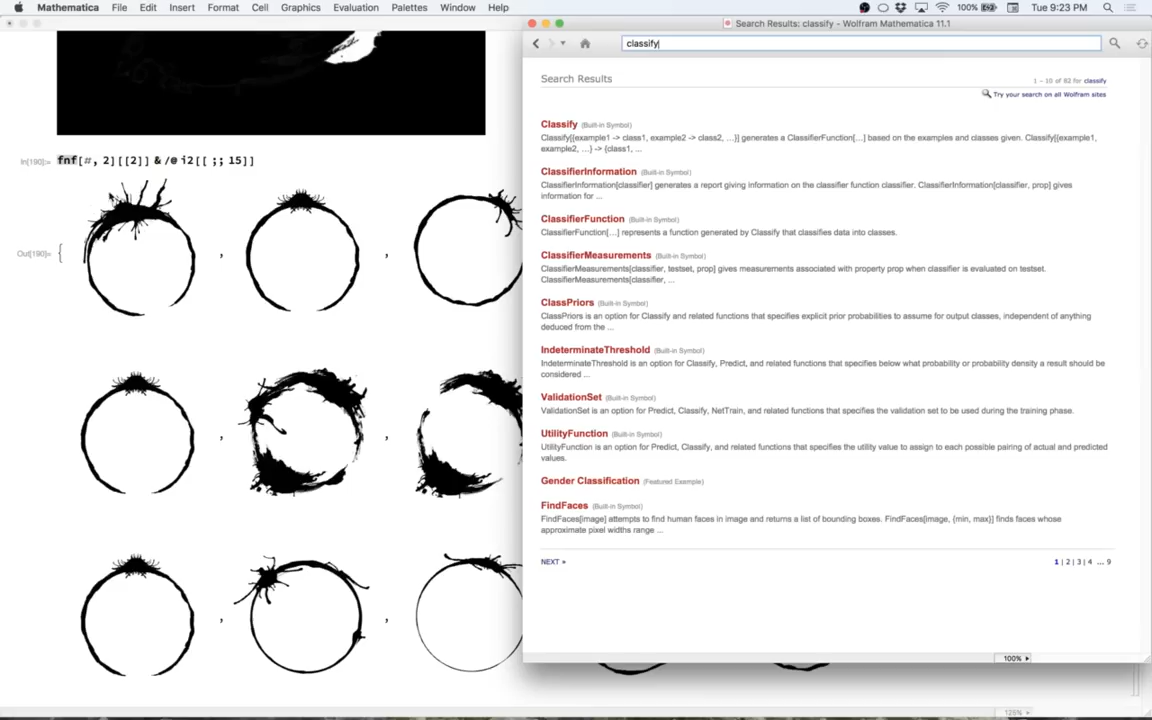 Mathematica File Edit Insert Format Cell Graphics Evaluation Palettes Window Help 100% Tue 9:23 PM
Search Results: classify - Wolfram Mathematica 11.1
classify
Search Results
1 – 10 of 82 for classify
Try your search on all Wolfram sites
Classify (Built-in Symbol)
Classify[{example1 -> class1, example2 -> class2, …}] generates a ClassifierFunction[…] based on the examples and classes given. Classify[{example1,
example2, …} -> {class1, ...
ClassifierInformation (Built-in Symbol)
ClassifierInformation[classifier] generates a report giving information on the classifier function classifier. ClassifierInformation[classifier, prop] gives
information for ...
ClassifierFunction (Built-in Symbol)
ClassifierFunction[…] represents a function generated by Classify that classifies data into classes.
ClassifierMeasurements (Built-in Symbol)
ClassifierMeasurements[classifier, testset, prop] gives measurements associated with property prop when classifier is evaluated on testset.
ClassifierMeasurements[classifier, ...
ClassPriors (Built-in Symbol)
ClassPriors is an option for Classify and related functions that specifies explicit prior probabilities to assume for output classes, independent of anything
deduced from the ...
IndeterminateThreshold (Built-in Symbol)
IndeterminateThreshold is an option for Classify, Predict, and related functions that specifies below what probability or probability density a result should be
considered ...
ValidationSet (Built-in Symbol)
ValidationSet is an option for Predict, Classify, NetTrain, and related functions that specifies the validation set to be used during the training phase.
UtilityFunction (Built-in Symbol)
UtilityFunction is an option for Predict, Classify, and related functions that specifies the utility value to assign to each possible pairing of actual and predicted
values.
Gender Classification (Featured Example)
FindFaces (Built-in Symbol)
FindFaces[image] attempts to find human faces in image and returns a list of bounding boxes. FindFaces[image, {min, max}] finds faces whose
approximate pixel widths range ...
NEXT »
1 | 2 | 3 | 4 ... 9
100%
In[190]:= fnf[#, 2][[2]] & /@ i2[[ ;; 15]]
Out[190]= {
, ,
, ,
, ,
125%